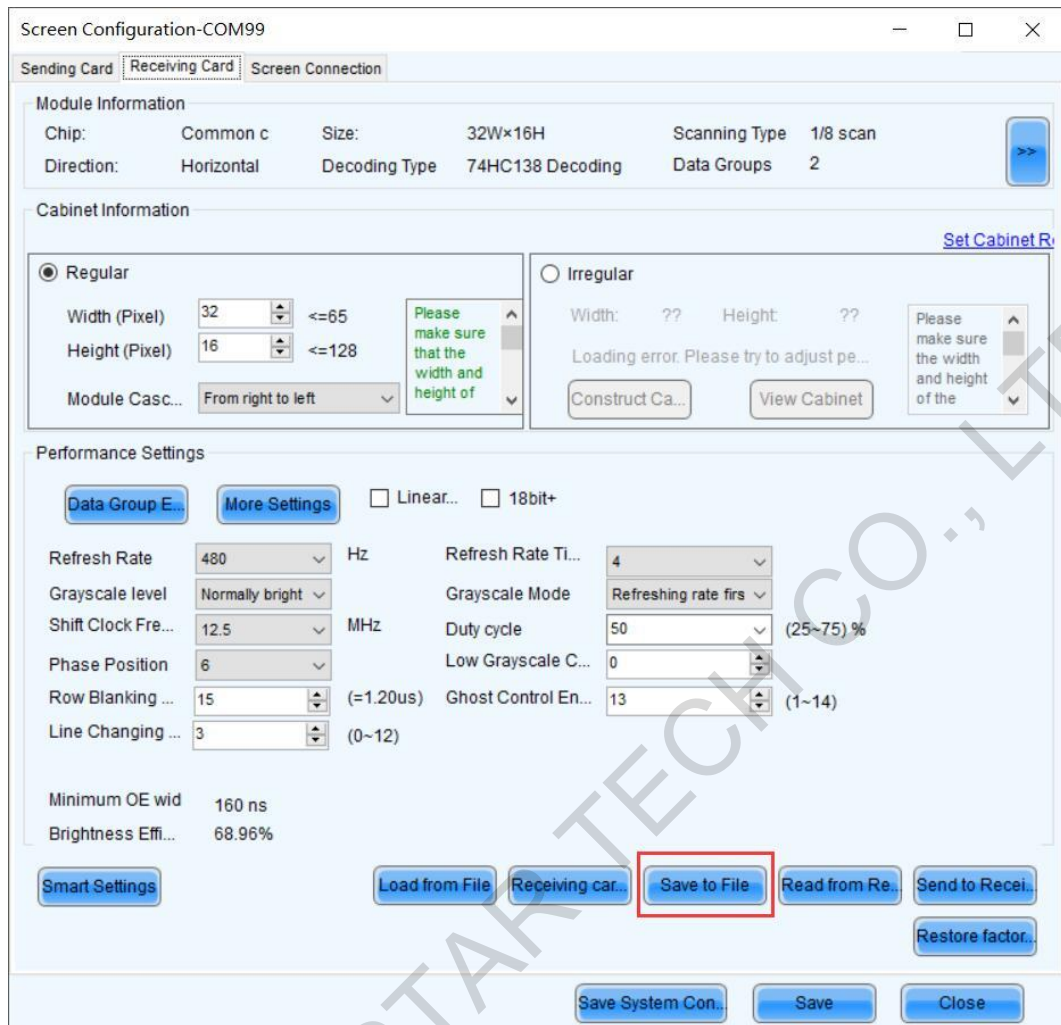 Screen Configuration-COM99
Sending Card Receiving Card Screen Connection
Module Information
Chip: Common c Size: 32W×16H Scanning Type 1/8 scan
Direction: Horizontal Decoding Type 74HC138 Decoding Data Groups 2
>>
Cabinet Information
Set Cabinet R
Regular
Width (Pixel) 32 <=65
Height (Pixel) 16 <=128
Module Casc... From right to left
Please
make sure
that the
width and
height of
Irregular
Width: ?? Height: ??
Loading error. Please try to adjust pe...
Construct Ca... View Cabinet
Please
make sure
the width
and height
of the
Performance Settings
Data Group E... More Settings Linear... 18bit+
Refresh Rate 480 Hz Refresh Rate Ti... 4
Grayscale level Normally bright Grayscale Mode Refreshing rate firs
Shift Clock Fre... 12.5 MHz Duty cycle 50 (25~75) %
Phase Position 6 Low Grayscale C... 0
Row Blanking ... 15 (=1.20us) Ghost Control En... 13 (1~14)
Line Changing ... 3 (0~12)
Minimum OE wid 160 ns
Brightness Effi... 68.96%
Smart Settings Load from File Receiving car... Save to File Read from Re... Send to Recei...
Restore factor...
Save System Con... Save Close
TAR TECH CO., LT